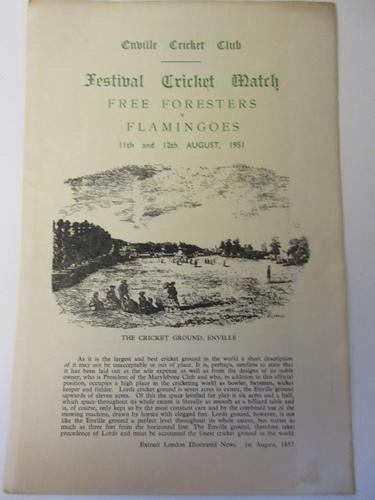 Enville Cricket Club
Festival Cricket Match
FREE FORESTERS
v
FLAMINGOES
11th and 12th AUGUST, 1951
THE CRICKET GROUND, ENVILLE
As it is the largest and best cricket ground in the world a short description
of it may not be unacceptable or out of place. It is, perhaps, needless to state that
it has been laid out at the sole expense as well as from the designs of its noble
owner, who is President of the Marylebone Club and who, in addition to this official
position, occupies a high place in the cricketing world as bowler, batsman, wicket
keeper and fielder. Lords cricket is seven acres in extent, the Enville ground
upwards of eleven acres. Of this the space levelled for play is six acres and a half,
which space throughout its whole extent is literally as smooth as a billiard table and
is, of course, only kept so by the most constant care and by the combined use of the
mowing machine, drawn by horses with clogged feet. Lords ground, however, is not
like the Enville ground a perfect level throughout its whole extent, but varies as
much as three feet from the horizontal line. The Enville ground, therefore takes
precedence of Lords and must be accounted the finest cricket ground in the world.
Extract London Illustrated News. 1st August, 1857